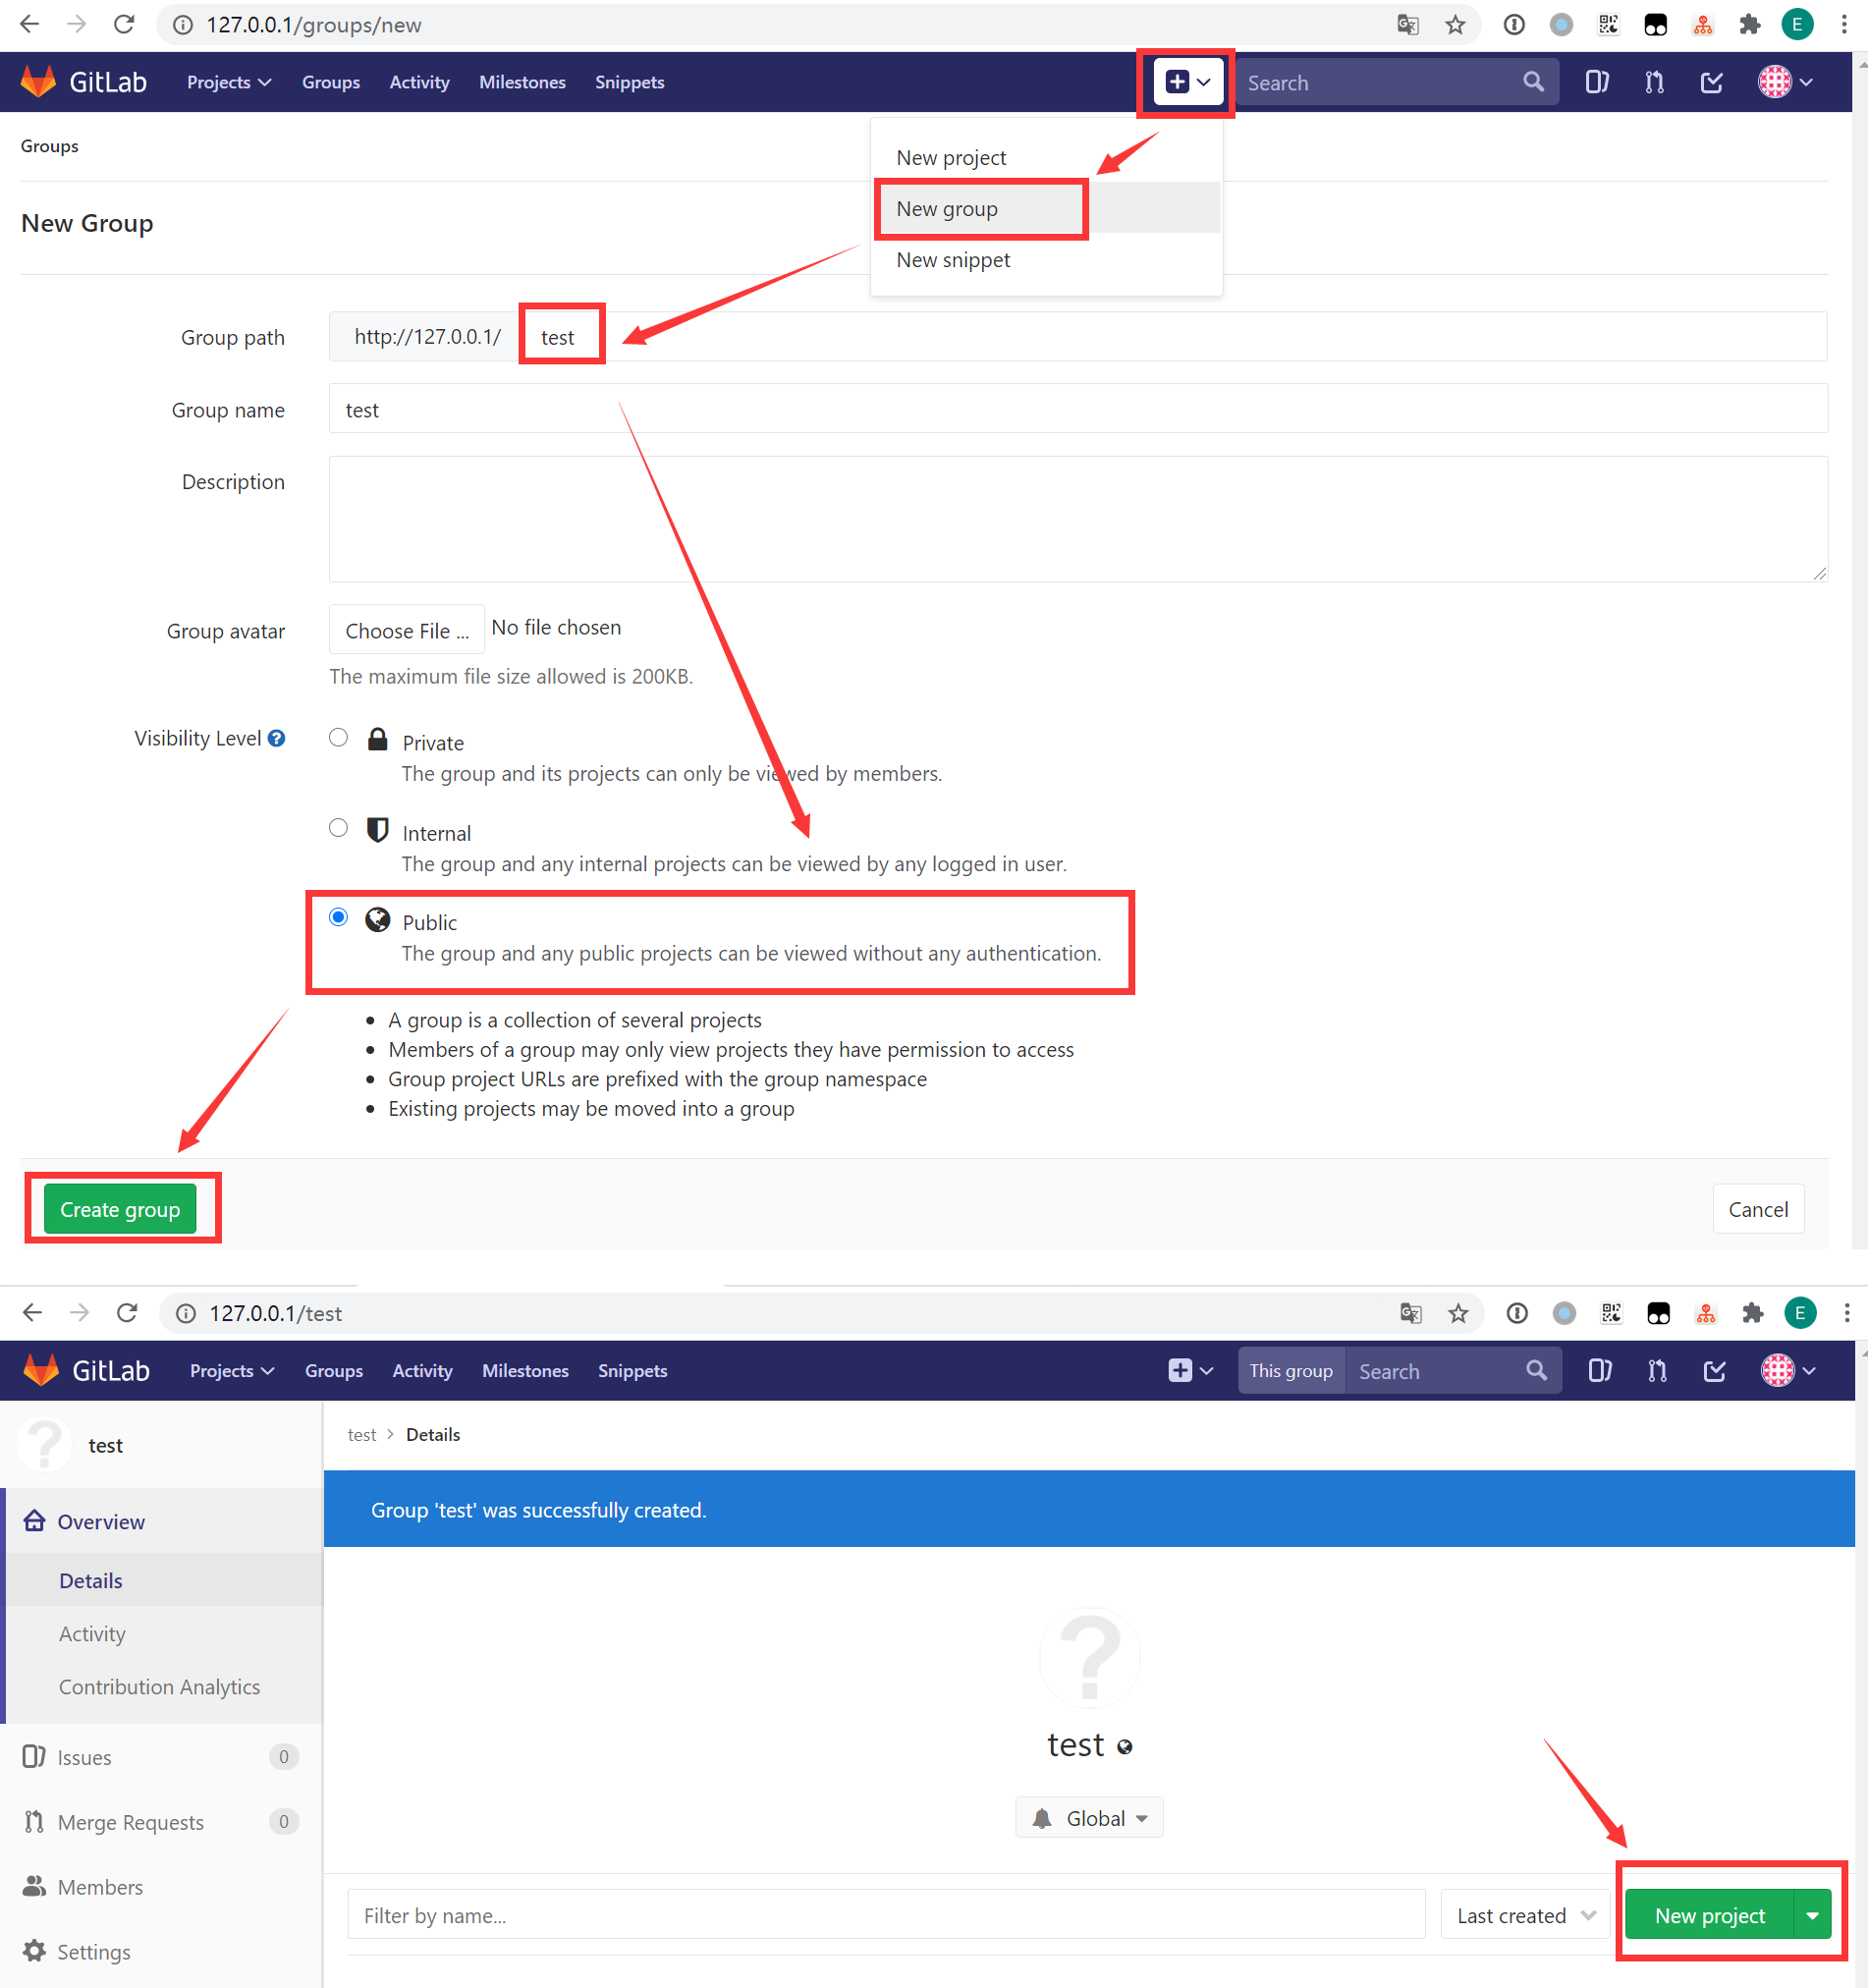 127.0.0.1/groups/new
E
GitLab Projects Groups Activity Milestones Snippets Search
Groups
New project
New Group
New group
New snippet
Group path http://127.0.0.1/ test
Group name test
Description
Group avatar Choose File ... No file chosen
The maximum file size allowed is 200KB.
Visibility Level Private
The group and its projects can only be viewed by members.
Internal
The group and any internal projects can be viewed by any logged in user.
Public
The group and any public projects can be viewed without any authentication.
A group is a collection of several projects
Members of a group may only view projects they have permission to access
Group project URLs are prefixed with the group namespace
Existing projects may be moved into a group
Create group Cancel
127.0.0.1/test
E
GitLab Projects Groups Activity Milestones Snippets This group Search
test
test > Details
Group 'test' was successfully created.
Overview
Details
Activity
Contribution Analytics
Issues 0
Merge Requests 0
Members
Settings
test
Global
Filter by name... Last created New project